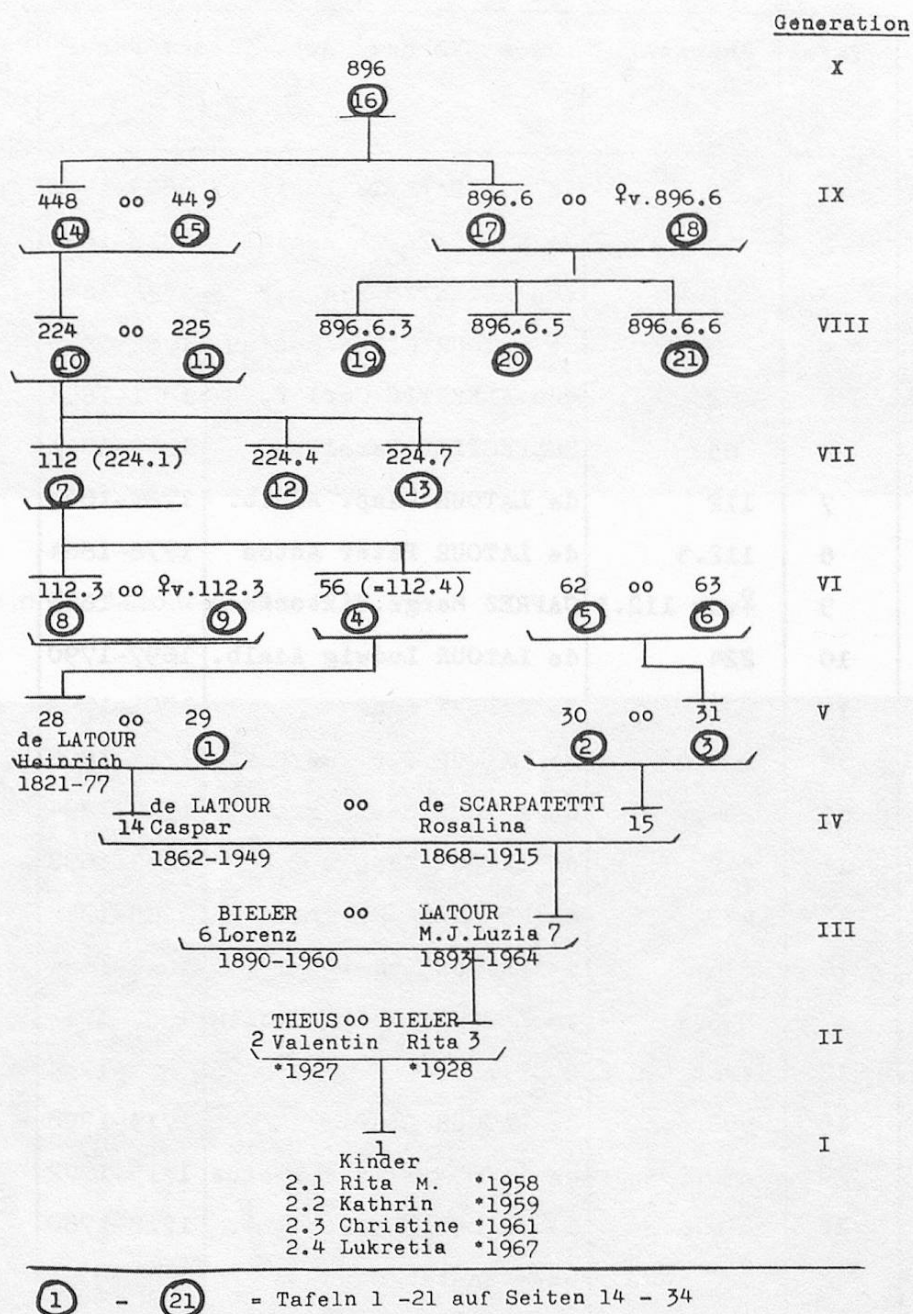 Generation
896 X
16
448 oo 449 896.6 oo ♀v.896.6 IX
14 15 17 18
224 oo 225 896.6.3 896.6.5 896.6.6 VIII
10 11 19 20 21
112 (224.1) 224.4 224.7 VII
7 12 13
112.3 oo ♀v.112.3 56 (=112.4) 62 oo 63 VI
8 9 4 5 6
28 oo 29 30 oo 31 V
de LATOUR 1 2 3
Heinrich
1821-77
de LATOUR oo de SCARPATETTI
14 Caspar Rosalina 15 IV
1862-1949 1868-1915
BIELER oo LATOUR
6 Lorenz M.J.Luzia 7 III
1890-1960 1893-1964
THEUS oo BIELER
2 Valentin Rita 3 II
*1927 *1928
1 I
Kinder
2.1 Rita M. *1958
2.2 Kathrin *1959
2.3 Christine *1961
2.4 Lukretia *1967
1 - 21 = Tafeln 1 -21 auf Seiten 14 - 34